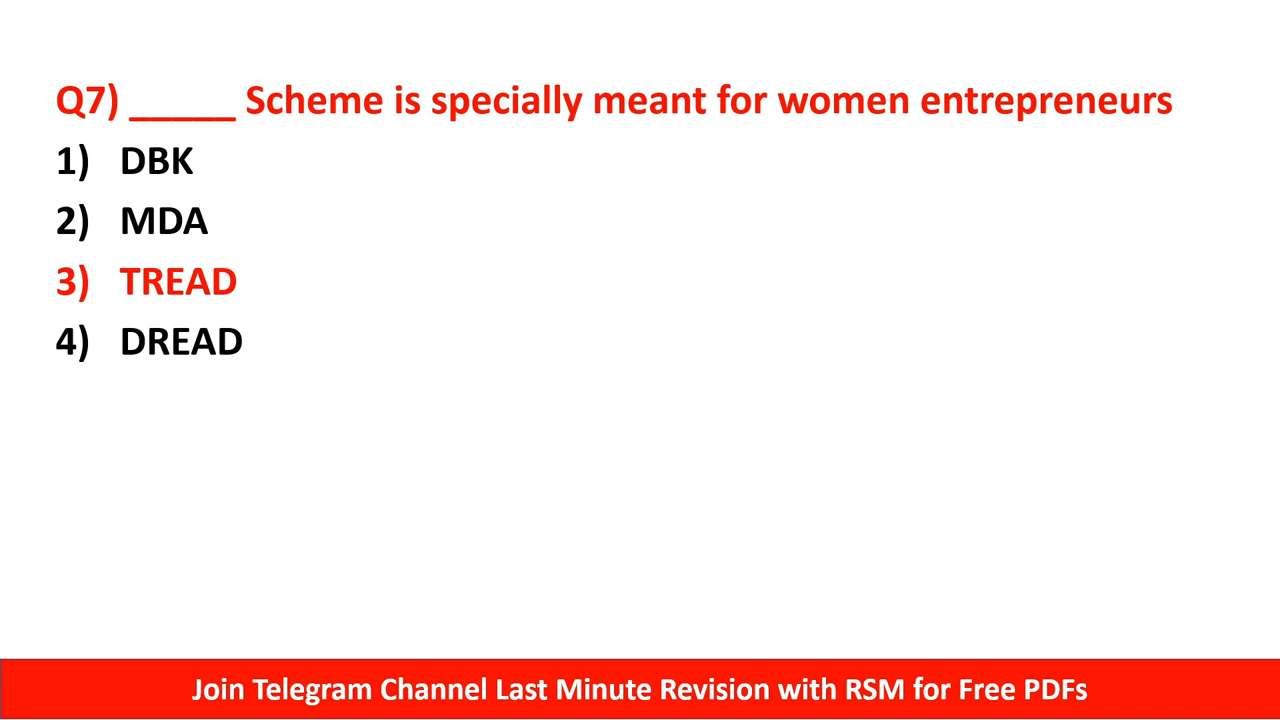 Q7) _____ Scheme is specially meant for women entrepreneurs
1) DBK
2) MDA
3) TREAD
4) DREAD
Join Telegram Channel Last Minute Revision with RSM for Free PDFs